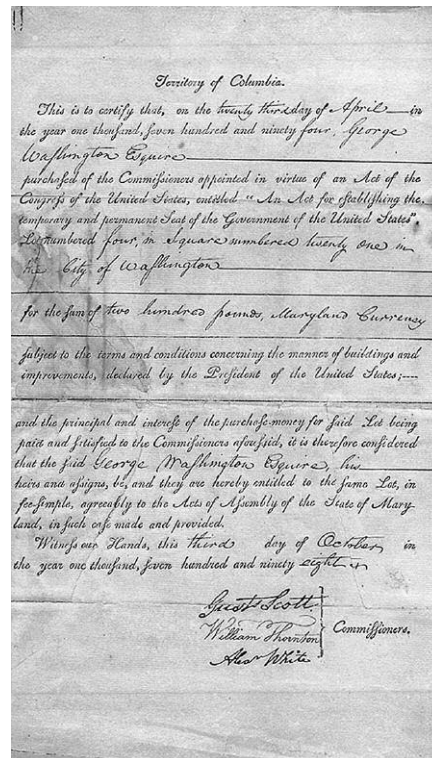 Territory of Columbia.
This is to certify that, on the twenty third day of April in
the year one thousand, seven hundred and ninety four, George
Waſhington Esquire
purchased of the Commissioners appointed in virtue of an Act of the
Congreſs of the United States, entitled "An Act for eſtabliſhing the
temporary and permanent Seat of the Government of the United States",
Lot numbered four, in Square numbered twenty one in
the City of Waſhington
for the ſum of two hundred pounds, Maryland Currency
ſubject to the terms and conditions concerning the manner of buildings and
improvements, declared by the Preſident of the United States;
and the principal and intereſt of the purchase-money for ſaid Lot being
paid and ſatisfied to the Commiſſioners aforeſaid, it is therefore conſidered
that the ſaid George Waſhington Esquire, his
heirs and aſsigns, be, and they are hereby entitled to the ſame Lot, in
fee-ſimple, agreeably to the Acts of Aſsembly of the State of Mary-
land, in ſuch caſe made and provided.
Witneſs our Hands, this third day of October in
the year one thousand, ſeven hundred and ninety eight
Gust. Scott
William Thornton Commiſſioners.
Alexr White